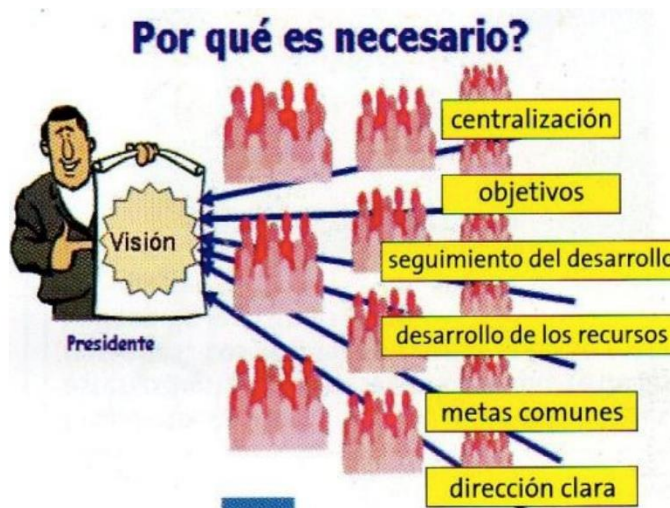 Por qué es necesario?
centralización
objetivos
Visión
seguimiento del desarrollo
Presidente
desarrollo de los recursos
metas comunes
dirección clara